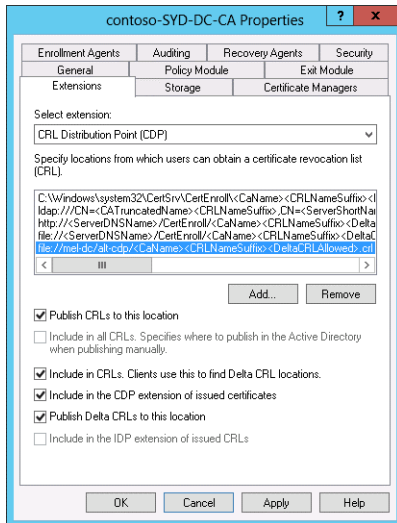 contoso-SYD-DC-CA Properties
? x
Enrollment Agents Auditing Recovery Agents Security
General Policy Module Exit Module
Extensions Storage Certificate Managers
Select extension:
CRL Distribution Point (CDP)
Specify locations from which users can obtain a certificate revocation list
(CRL).
C:\Windows\system32\CertSrv\CertEnroll\<CaName><CRLNameSuffix><
ldap:///CN=<CATruncatedName><CRLNameSuffix>,CN=<ServerShortNa
http://<ServerDNSName>/CertEnroll/<CaName><CRLNameSuffix><Delta
file://<ServerDNSName>/CertEnroll/<CaName><CRLNameSuffix><DeltaC
file://mel-dc/alt-cdp/<CaName><CRLNameSuffix><DeltaCRLAllowed>.crl
Add... Remove
Publish CRLs to this location
Include in all CRLs. Specifies where to publish in the Active Directory
when publishing manually.
Include in CRLs. Clients use this to find Delta CRL locations.
Include in the CDP extension of issued certificates
Publish Delta CRLs to this location
Include in the IDP extension of issued CRLs
OK Cancel Apply Help